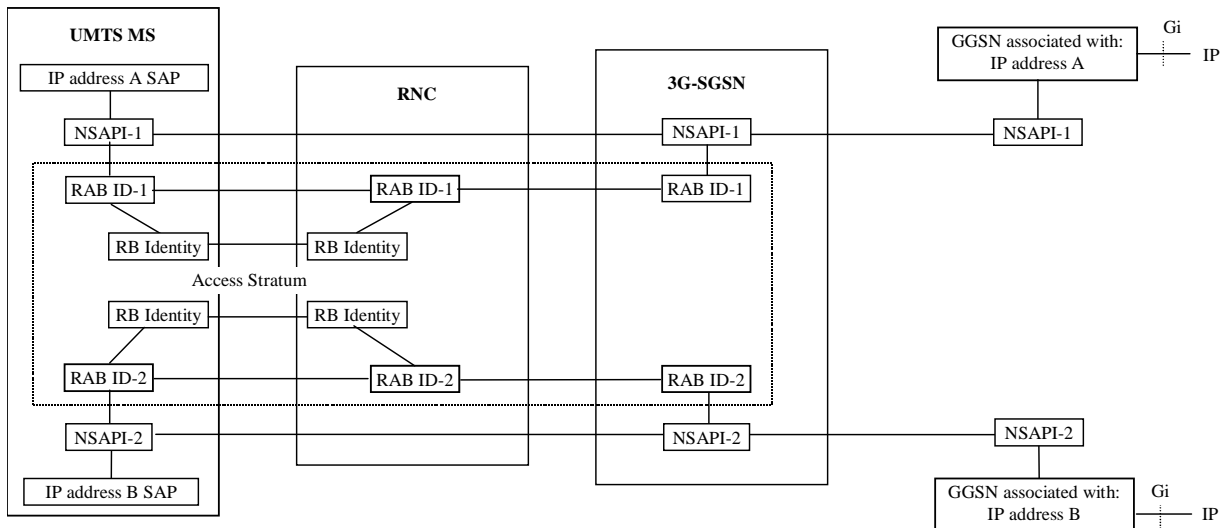 UMTS MS
IP address A SAP
NSAPI-1
RAB ID-1
RB Identity
Access Stratum
RB Identity
RAB ID-2
NSAPI-2
IP address B SAP
RNC
RAB ID-1
RB Identity
RB Identity
RAB ID-2
3G-SGSN
NSAPI-1
RAB ID-1
RAB ID-2
NSAPI-2
GGSN associated with:
IP address A
Gi
IP
NSAPI-1
NSAPI-2
GGSN associated with:
IP address B
Gi
IP